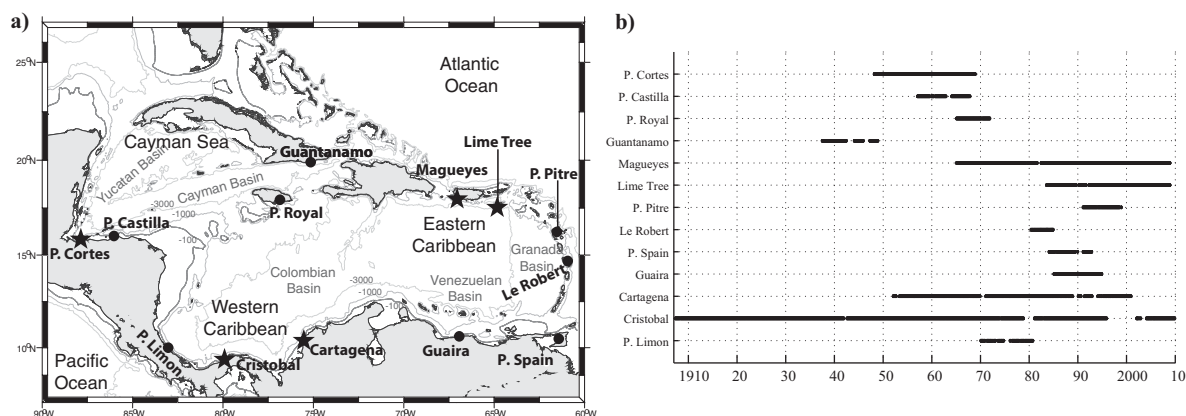 a)
25°N
20°N
15°N
10°N
90°W
85°W
80°W
75°W
70°W
65°W
60°W
Atlantic
Ocean
Cayman Sea
Yucatan Basin
Cayman Basin
Guantanamo
Lime Tree
Magueyes
P. Pitre
-3000
-1000
-100
P. Castilla
P. Royal
P. Cortes
Eastern
Caribbean
Granada
Basin
Le Robert
Colombian
Basin
-3000
-1000
Venezuelan
Basin
Western
Caribbean
P. Limon
Cristobal
Cartagena
Guaira
P. Spain
Pacific
Ocean
b)
P. Cortes
P. Castilla
P. Royal
Guantanamo
Magueyes
Lime Tree
P. Pitre
Le Robert
P. Spain
Guaira
Cartagena
Cristobal
P. Limon
1910 20 30 40 50 60 70 80 90 2000 10